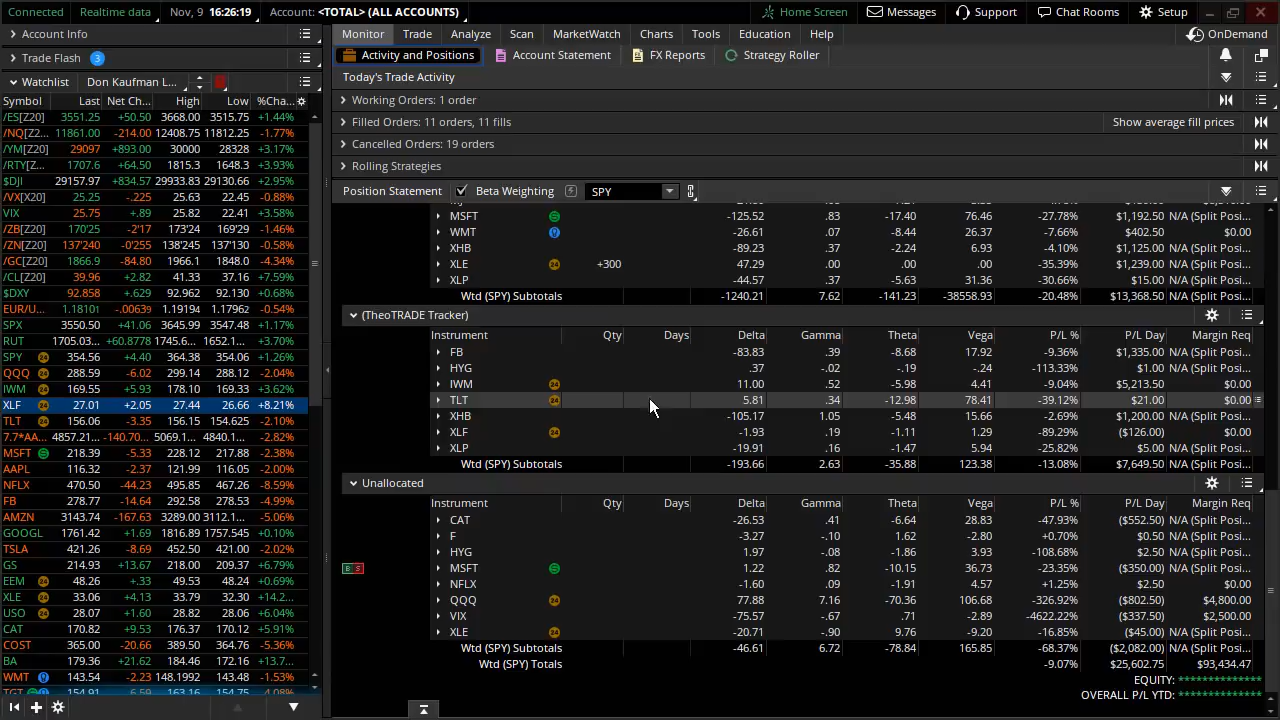 Connected Realtime data Nov, 9 16:26:19 Account: <TOTAL> (ALL ACCOUNTS) Home Screen Messages Support Chat Rooms Setup
Account Info
Trade Flash 3
Watchlist Don Kaufman L...
Symbol Last Net Ch... High Low %Cha...
/ES[Z20] 3551.25 +50.50 3668.00 3515.75 +1.44%
/NQ[Z2... 11861.00 -214.00 12408.75 11812.25 -1.77%
/YM[Z20] 29097 +893.00 30000 28328 +3.17%
/RTY[Z... 1707.6 +64.50 1815.3 1648.3 +3.93%
$DJI 29157.97 +834.57 29933.83 29130.66 +2.95%
/VX[X20] 25.25 -.225 25.63 22.45 -0.88%
VIX 25.75 +.89 25.82 22.41 +3.58%
/ZB[Z20] 170'25 -2'17 173'24 169'29 -1.46%
/ZN[Z20] 137'240 -0'255 138'245 137'130 -0.58%
/GC[Z20] 1866.9 -84.80 1966.1 1848.0 -4.34%
/CL[Z20] 39.96 +2.82 41.33 37.16 +7.59%
$DXY 92.858 +.629 92.962 92.130 +0.68%
EUR/U... 1.18101 -.00639 1.1920 1.17962 -0.54%
SPX 3550.50 +41.06 3645.99 3547.48 +1.17%
RUT 1705.03... +60.8778 1745.6... 1652.1... +3.70%
SPY 24 354.56 +4.40 364.38 354.06 +1.26%
QQQ 24 288.59 -6.02 299.14 288.12 -2.04%
IWM 24 169.55 +5.93 178.10 169.33 +3.62%
XLF 24 27.01 +2.05 27.44 26.66 +8.21%
TLT 24 156.06 -3.35 156.15 154.625 -2.10%
7.7*AA... 4857.21... -140.70... 5069.1... 4840.1... -2.82%
MSFT 218.39 -5.33 228.12 217.88 -2.38%
AAPL 116.32 -2.37 121.99 116.05 -2.00%
NFLX 470.50 -44.23 495.85 467.26 -8.59%
FB 278.77 -14.64 292.58 278.53 -4.99%
AMZN 3143.74 -167.63 3289.00 3112.1... -5.06%
GOOGL 1761.42 +1.69 1816.89 1757.545 +0.10%
TSLA 421.26 -8.69 452.50 421.00 -2.02%
GS 214.93 +13.67 218.00 209.37 +6.79%
EEM 24 48.26 +.33 49.53 48.24 +0.69%
XLE 24 33.06 +4.13 33.79 32.30 +14.2...
USO 24 28.07 +1.60 28.82 28.06 +6.04%
CAT 170.82 +9.53 176.37 170.12 +5.91%
COST 365.00 -20.66 389.50 364.76 -5.36%
BA 179.36 +21.62 184.46 172.16 +13.7...
WMT 143.54 -2.23 148.1992 143.48 -1.53%
TGT 154.91 -6.59 163.16 154.75 -4.08%
Monitor Trade Analyze Scan MarketWatch Charts Tools Education Help OnDemand
Activity and Positions Account Statement FX Reports Strategy Roller
Today's Trade Activity
Working Orders: 1 order
Filled Orders: 11 orders, 11 fills Show average fill prices
Cancelled Orders: 19 orders
Rolling Strategies
Position Statement Beta Weighting SPY
MSFT -125.52 .83 -17.40 76.46 -27.78% $1,192.50 N/A (Split Posi...
WMT -26.61 .07 -8.44 26.37 -7.66% $402.50 $0.00
XHB -89.23 .37 -2.24 6.93 -4.10% $1,125.00 N/A (Split Posi...
XLE 24 +300 47.29 .00 .00 .00 -35.39% $1,239.00 N/A (Split Posi...
XLP -44.57 .37 -5.63 31.36 -30.66% $15.00 N/A (Split Posi...
Wtd (SPY) Subtotals -1240.21 7.62 -141.23 -38558.93 -20.48% $13,368.50 N/A (Split Posi...
(TheoTRADE Tracker)
Instrument Qty Days Delta Gamma Theta Vega P/L % P/L Day Margin Req
FB -83.83 .39 -8.68 17.92 -9.36% $1,335.00 N/A (Split Posi...
HYG .37 -.02 -.19 -.24 -113.33% $1.00 N/A (Split Posi...
IWM 24 11.00 .52 -5.98 4.41 -9.04% $5,213.50 $0.00
TLT 24 5.81 .34 -12.98 78.41 -39.12% $21.00 $0.00
XHB -105.17 1.05 -5.48 15.66 -2.69% $1,200.00 N/A (Split Posi...
XLF 24 -1.93 .19 -1.11 1.29 -89.29% ($126.00) $0.00
XLP -19.91 .16 -1.47 5.94 -25.82% $5.00 N/A (Split Posi...
Wtd (SPY) Subtotals -193.66 2.63 -35.88 123.38 -13.08% $7,649.50 N/A (Split Posi...
Unallocated
Instrument Qty Days Delta Gamma Theta Vega P/L % P/L Day Margin Req
CAT -26.53 .41 -6.64 28.83 -47.93% ($552.50) N/A (Split Posi...
F -3.27 -.10 1.62 -2.80 +0.70% $0.50 N/A (Split Posi...
HYG 1.97 -.08 -1.86 3.93 -108.68% $2.50 N/A (Split Posi...
B S MSFT 1.22 .82 -10.15 36.73 -22.35% ($350.00) N/A (Split Posi...
NFLX -1.60 .09 -1.91 4.57 +1.25% $2.50 $0.00
QQQ 24 77.88 7.16 -70.36 106.68 -326.92% ($802.50) $4,800.00
VIX -75.57 -.67 .71 -2.89 -4622.22% ($337.50) $2,500.00
XLE 24 -20.71 -.90 9.76 -9.20 -16.85% ($45.00) N/A (Split Posi...
Wtd (SPY) Subtotals -46.61 6.72 -78.84 165.85 -68.37% ($2,082.00) N/A (Split Posi...
Wtd (SPY) Totals -9.07% $25,602.75 $93,434.47
EQUITY: **************
OVERALL P/L YTD: **************